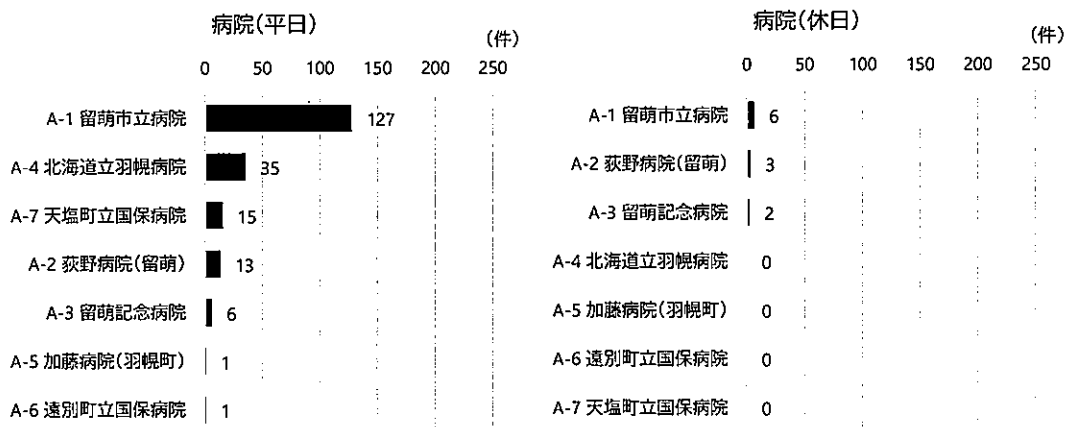 病院(平日)
(件)
0 50 100 150 200 250
A-1 留萌市立病院 127
A-4 北海道立羽幌病院 35
A-7 天塩町立国保病院 15
A-2 荻野病院(留萌) 13
A-3 留萌記念病院 6
A-5 加藤病院(羽幌町) 1
A-6 遠別町立国保病院 1
病院(休日)
(件)
0 50 100 150 200 250
A-1 留萌市立病院 6
A-2 荻野病院(留萌) 3
A-3 留萌記念病院 2
A-4 北海道立羽幌病院 0
A-5 加藤病院(羽幌町) 0
A-6 遠別町立国保病院 0
A-7 天塩町立国保病院 0